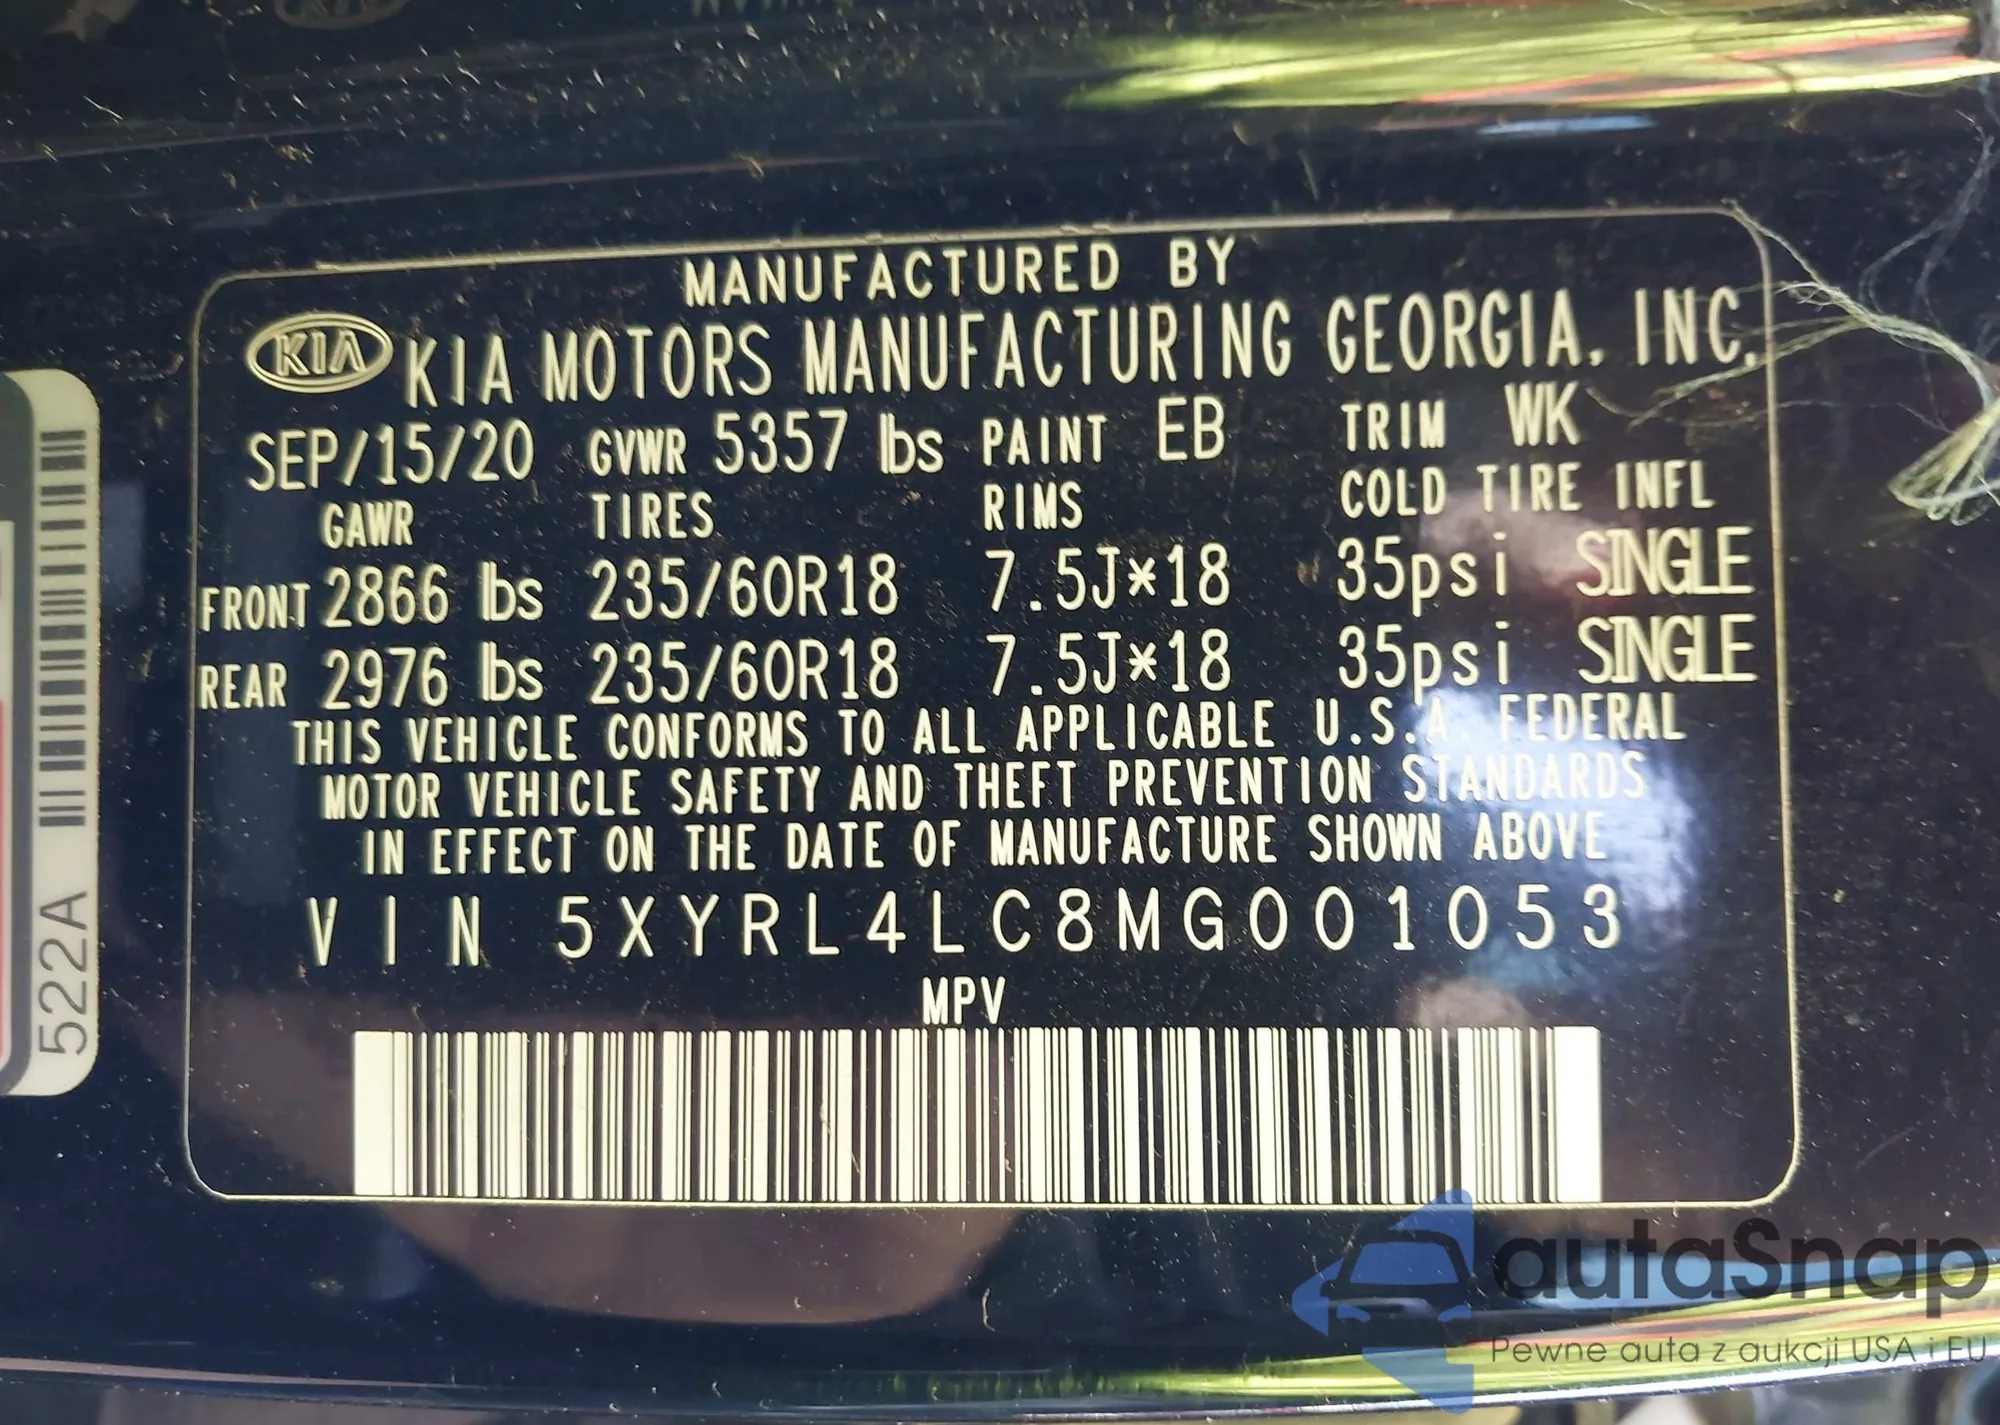 MANUFACTURED BY
KIA KIA MOTORS MANUFACTURING GEORGIA, INC.
SEP/15/20 GVWR 5357 lbs PAINT EB TRIM WK
GAWR TIRES RIMS COLD TIRE INFL
FRONT 2866 lbs 235/60R18 7.5J*18 35psi SINGLE
REAR 2976 lbs 235/60R18 7.5J*18 35psi SINGLE
THIS VEHICLE CONFORMS TO ALL APPLICABLE U.S.A. FEDERAL
MOTOR VEHICLE SAFETY AND THEFT PREVENTION STANDARDS
IN EFFECT ON THE DATE OF MANUFACTURE SHOWN ABOVE
VIN 5XYRL4LC8MG001053
MPV
522A
autaSnap
Pewne auta z aukcji USA i EU